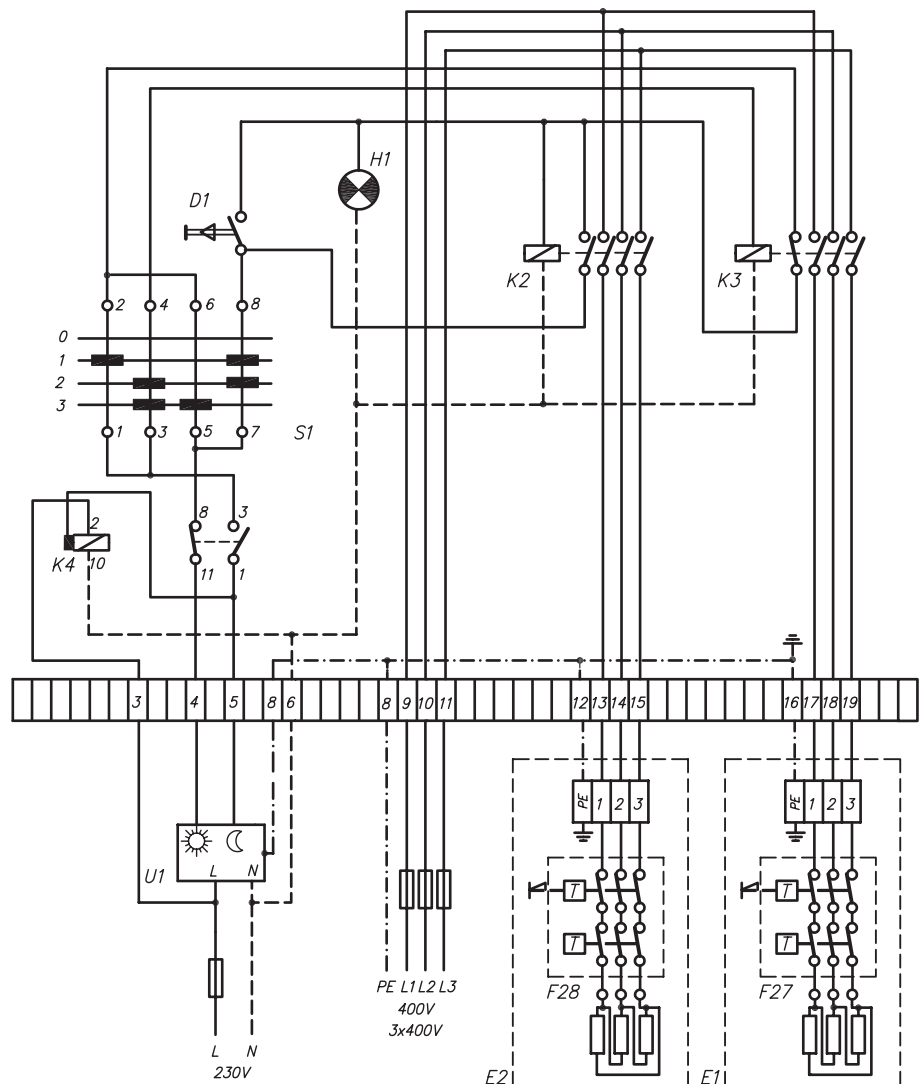 H1
D1
K2
K3
2 4 6 8
0
1
2
3
1 3 5 7
S1
8 3
2
K4 10
11 1
3 4 5 8 6 8 9 10 11 12 13 14 15 16 17 18 19
PE 1 2 3
PE 1 2 3
L N
U1
T
T
T
T
F28
F27
PE L1 L2 L3
400V
3x400V
L N
230V
E2
E1